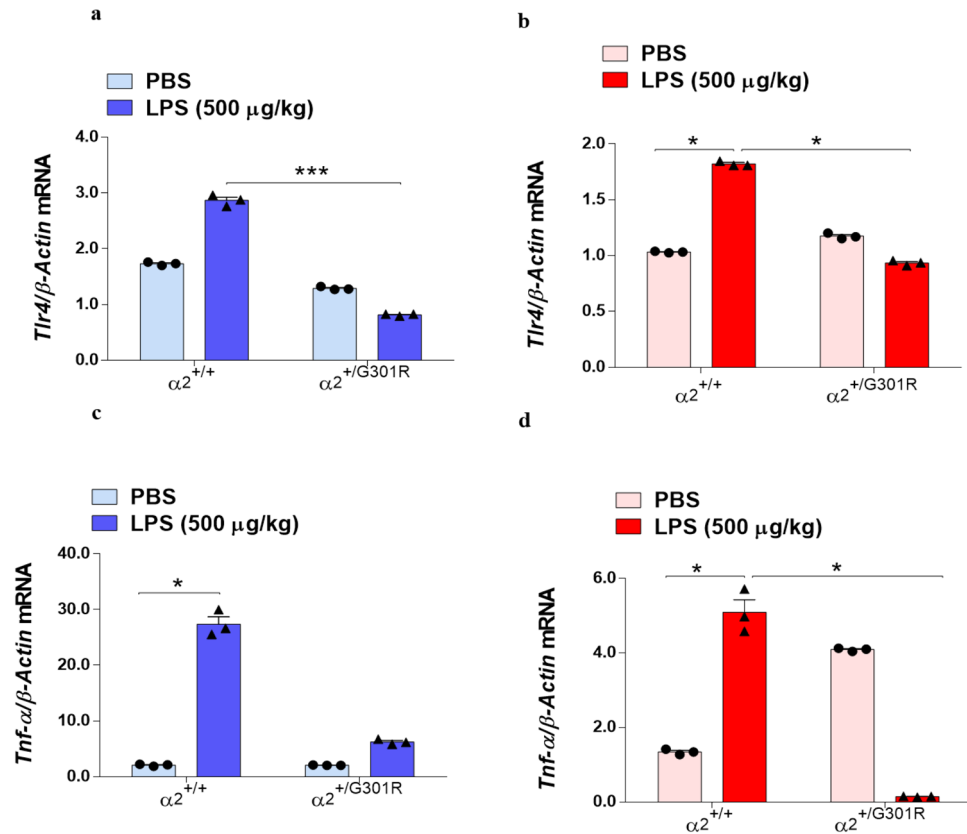 a
PBS
LPS (500 μg/kg)
Tlr4/β-Actin mRNA
4.0
3.0
2.0
1.0
0.0
***
α2+/+
α2+/G301R
b
PBS
LPS (500 μg/kg)
Tlr4/β-Actin mRNA
2.0
1.5
1.0
0.5
0.0
*
*
α2+/+
α2+/G301R
c
PBS
LPS (500 μg/kg)
Tnf-α/β-Actin mRNA
40.0
30.0
20.0
10.0
0.0
*
α2+/+
α2+/G301R
d
PBS
LPS (500 μg/kg)
Tnf-α/β-Actin mRNA
6.0
4.0
2.0
0.0
*
*
α2+/+
α2+/G301R